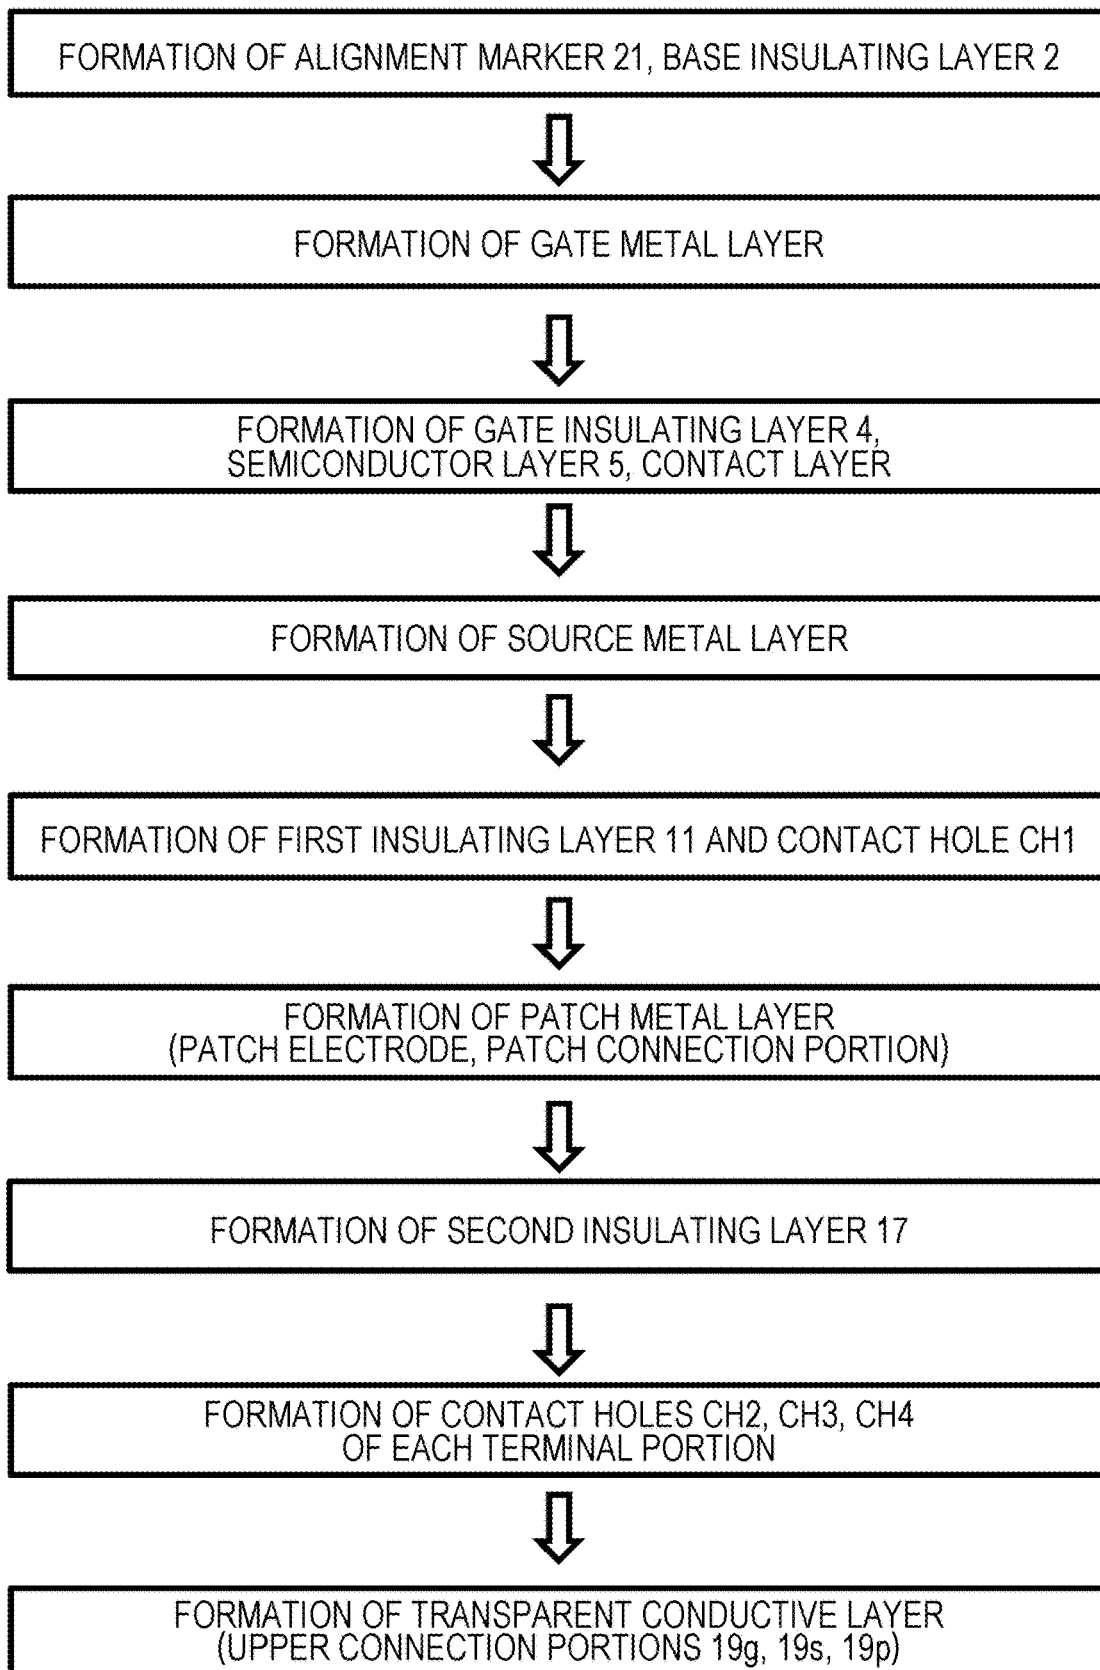 FORMATION OF ALIGNMENT MARKER 21, BASE INSULATING LAYER 2
FORMATION OF GATE METAL LAYER
FORMATION OF GATE INSULATING LAYER 4,
SEMICONDUCTOR LAYER 5, CONTACT LAYER
FORMATION OF SOURCE METAL LAYER
FORMATION OF FIRST INSULATING LAYER 11 AND CONTACT HOLE CH1
FORMATION OF PATCH METAL LAYER
(PATCH ELECTRODE, PATCH CONNECTION PORTION)
FORMATION OF SECOND INSULATING LAYER 17
FORMATION OF CONTACT HOLES CH2, CH3, CH4
OF EACH TERMINAL PORTION
FORMATION OF TRANSPARENT CONDUCTIVE LAYER
(UPPER CONNECTION PORTIONS 19g, 19s, 19p)